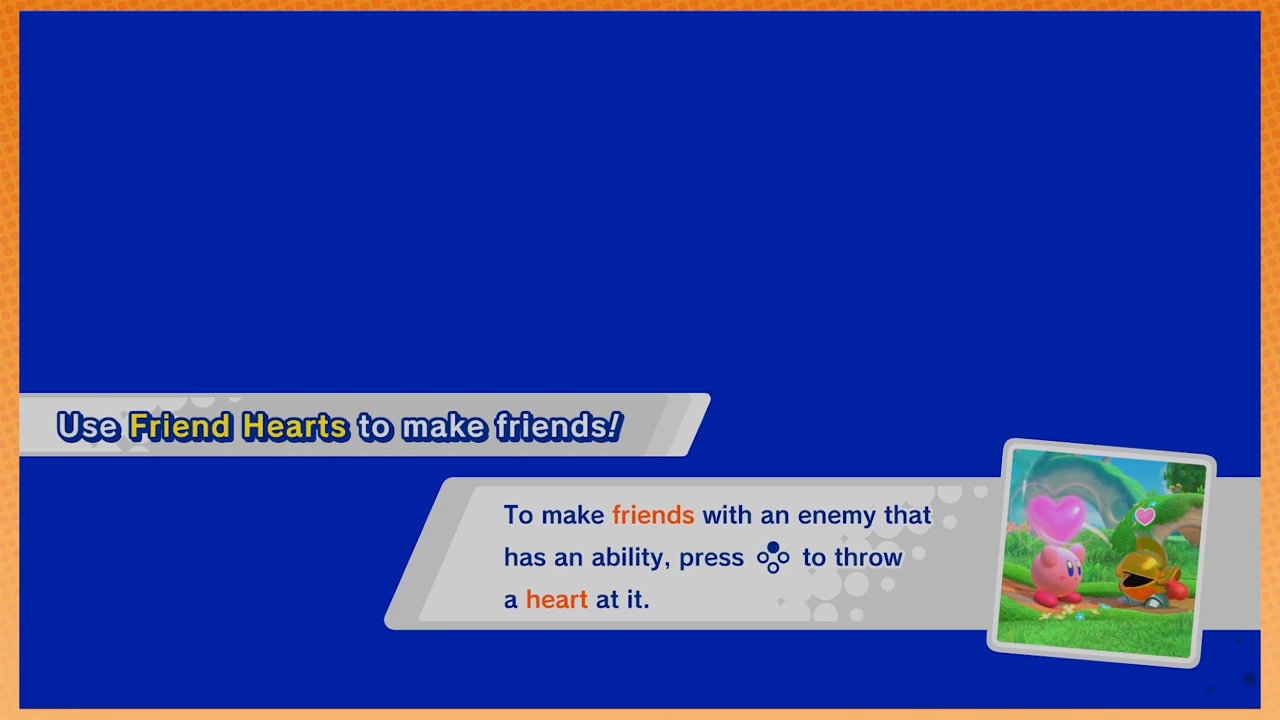 Use Friend Hearts to make friends!
To make friends with an enemy that
has an ability, press to throw
a heart at it.